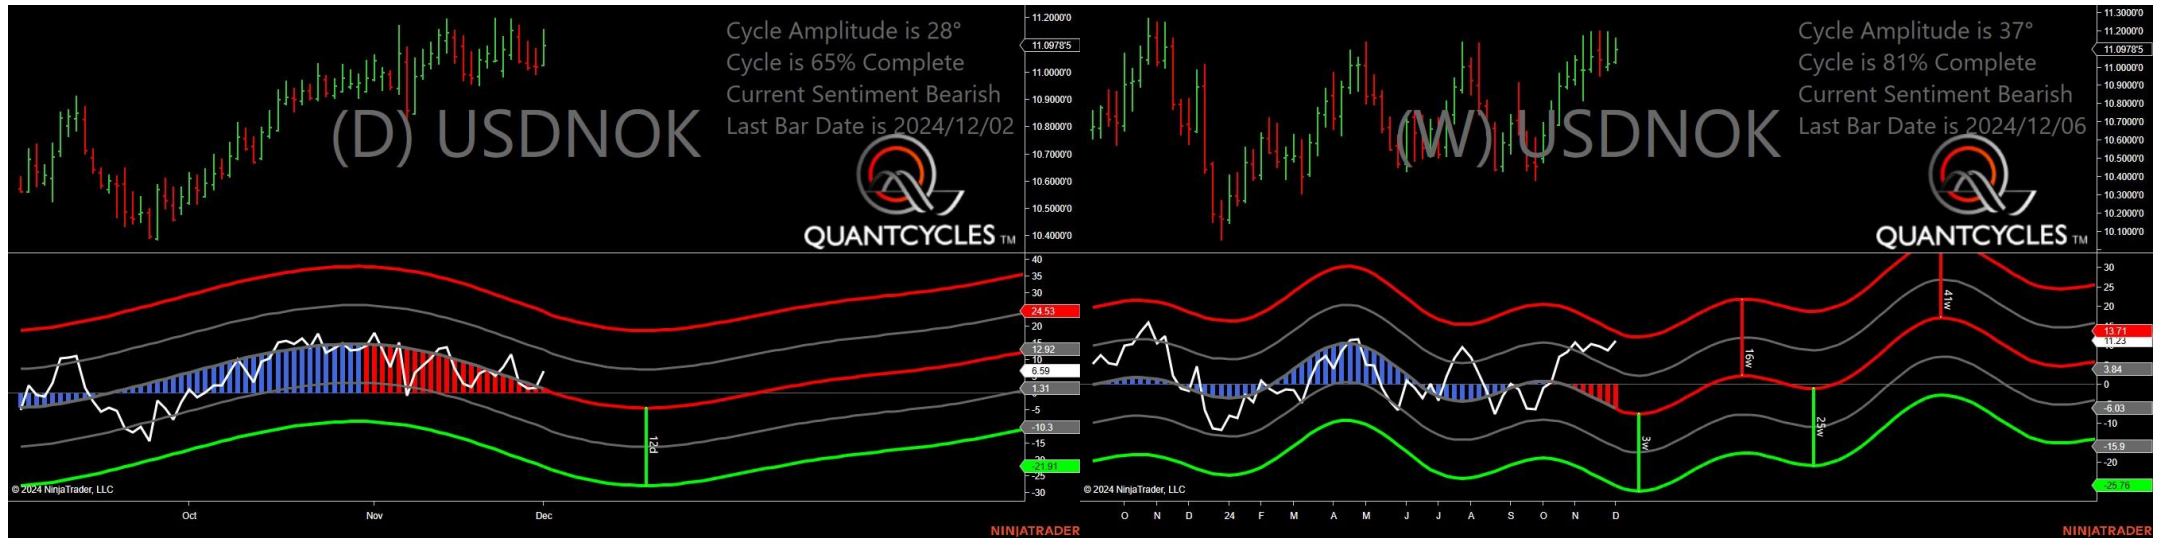 Cycle Amplitude is 28°
Cycle is 65% Complete
Current Sentiment Bearish
Last Bar Date is 2024/12/02
(D) USDNOK
QUANTCYCLES TM
11.2000'0
11.0978'5
11.0000'0
10.9000'0
10.8000'0
10.7000'0
10.6000'0
10.5000'0
10.4000'0
40
35
30
24.53
20
15
12.92
10
6.59
1.31
-5
-10.3
-15
-21.91
-25
-30
12d
© 2024 NinjaTrader, LLC
Oct
Nov
Dec
NINJATRADER
Cycle Amplitude is 37°
Cycle is 81% Complete
Current Sentiment Bearish
Last Bar Date is 2024/12/06
(W) USDNOK
QUANTCYCLES TM
11.3000'0
11.2000'0
11.0978'5
11.0000'0
10.9000'0
10.8000'0
10.7000'0
10.6000'0
10.5000'0
10.4000'0
10.3000'0
10.2000'0
10.1000'0
30
25
20
13.71
11.23
3.84
0
-6.03
-10
-15.9
-20
-25.76
3w
16w
25w
41w
© 2024 NinjaTrader, LLC
O N D 24 F M A M J J A S O N D
NINJATRADER